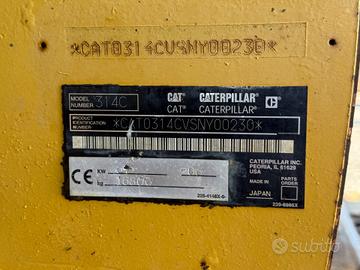 *CAT0314CVSNY00230*
MODEL NUMBER 314C CAT CATERPILLAR
CAT CATERPILLAR
PRODUCT IDENTIFICATION NUMBER *CAT0314CVSNY00230*
CE KW
kg
CATERPILLAR INC.
PEORIA, IL 61629
USA
MADE IN
JAPAN
PARTS ORDER
subito